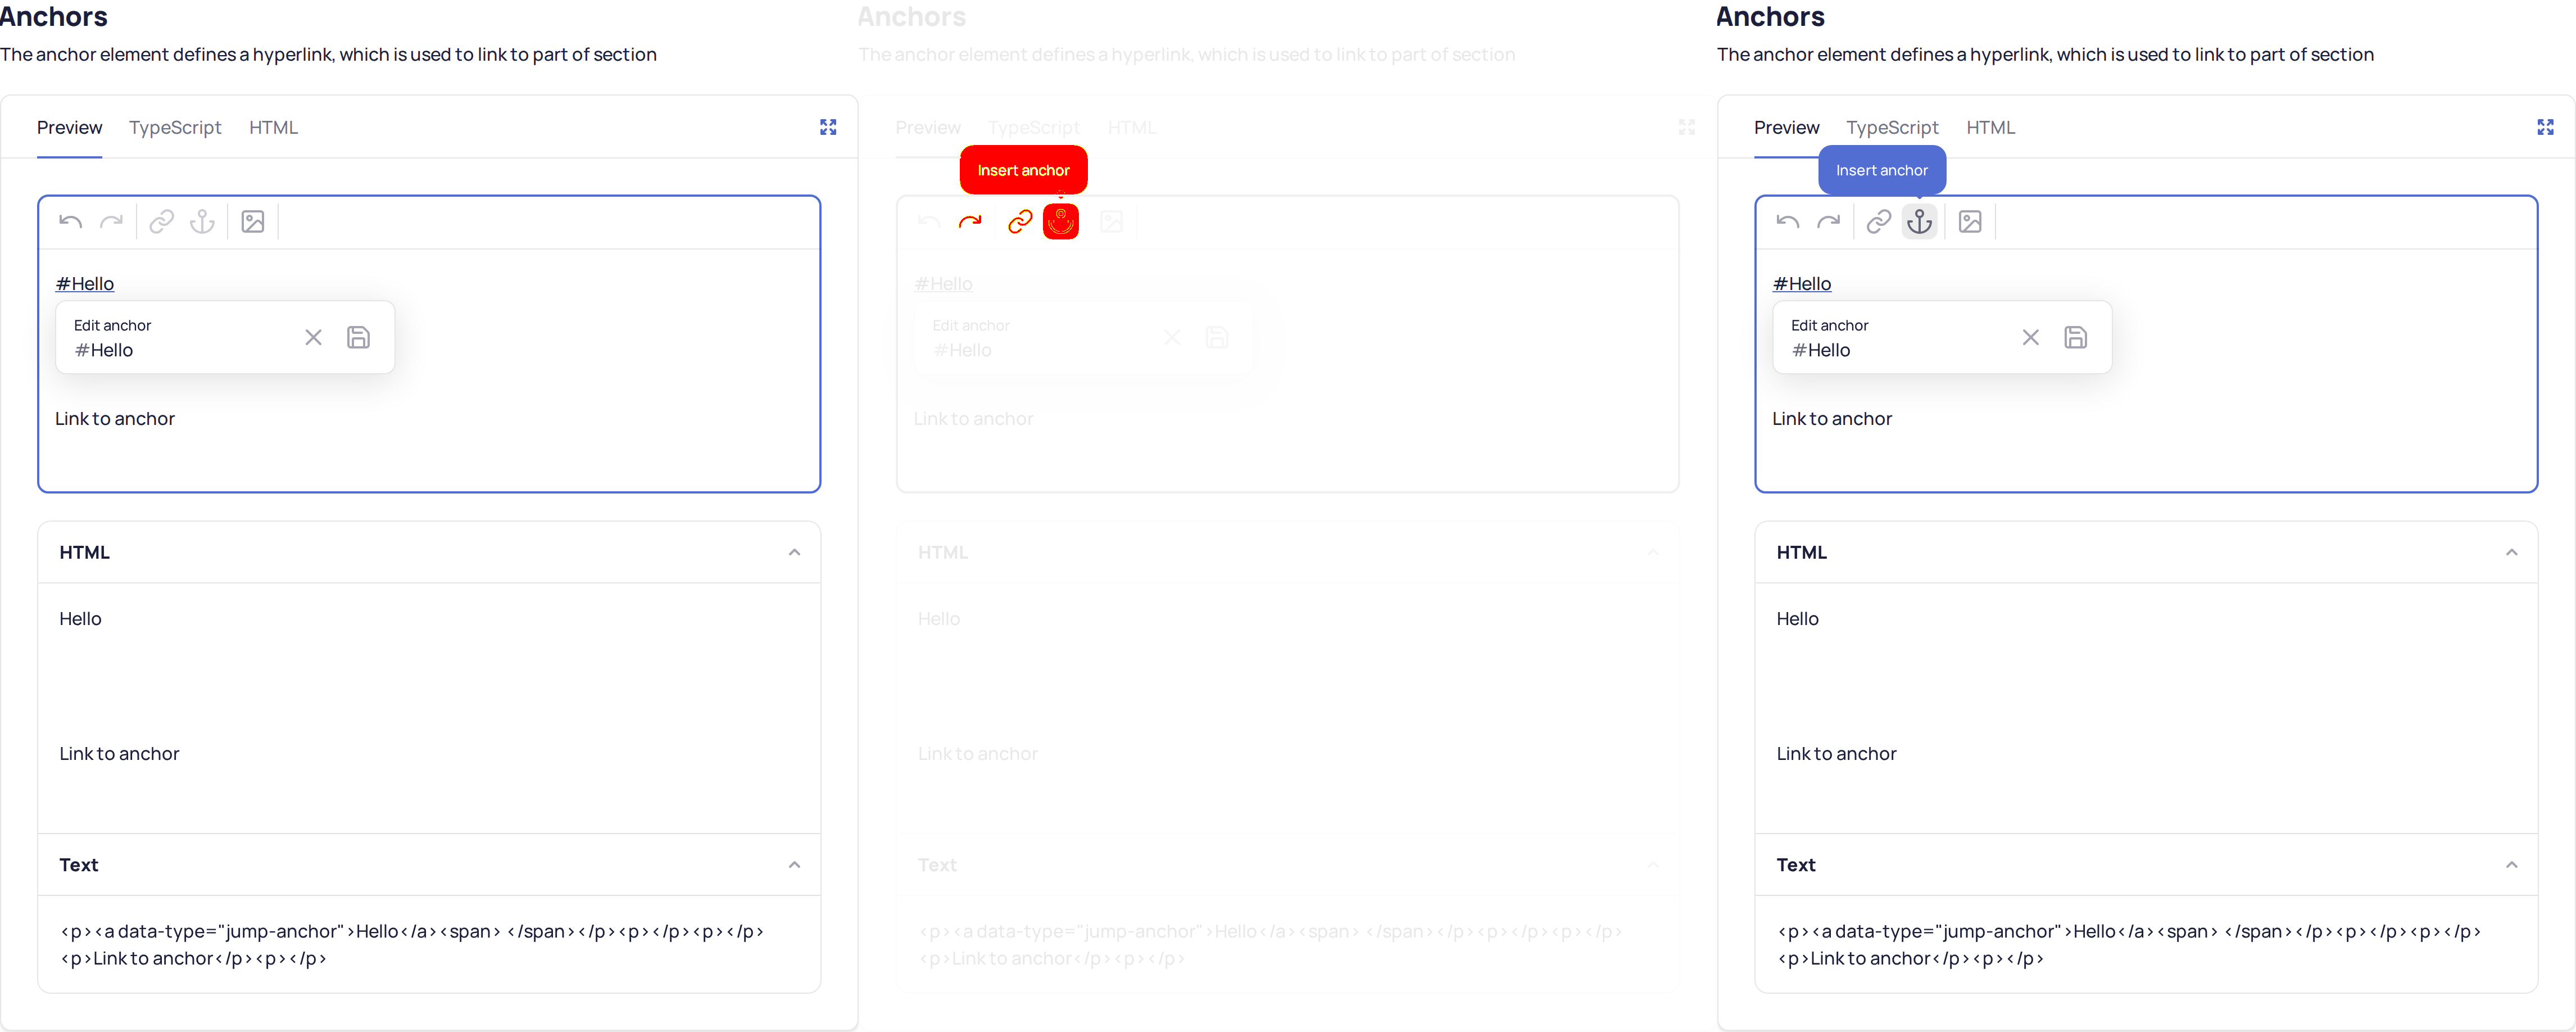 Anchors
The anchor element defines a hyperlink, which is used to link to part of section
Preview TypeScript HTML
#Hello
Edit anchor
#Hello
Link to anchor
HTML
Hello
Link to anchor
Text
<p><a data-type="jump-anchor">Hello</a><span> </span></p><p></p><p></p>
<p>Link to anchor</p><p></p>
Anchors
The anchor element defines a hyperlink, which is used to link to part of section
Preview TypeScript HTML
Insert anchor
#Hello
Edit anchor
#Hello
Link to anchor
HTML
Hello
Link to anchor
Text
<p><a data-type="jump-anchor">Hello</a><span> </span></p><p></p><p></p>
<p>Link to anchor</p><p></p>
Anchors
The anchor element defines a hyperlink, which is used to link to part of section
Preview TypeScript HTML
Insert anchor
#Hello
Edit anchor
#Hello
Link to anchor
HTML
Hello
Link to anchor
Text
<p><a data-type="jump-anchor">Hello</a><span> </span></p><p></p><p></p>
<p>Link to anchor</p><p></p>